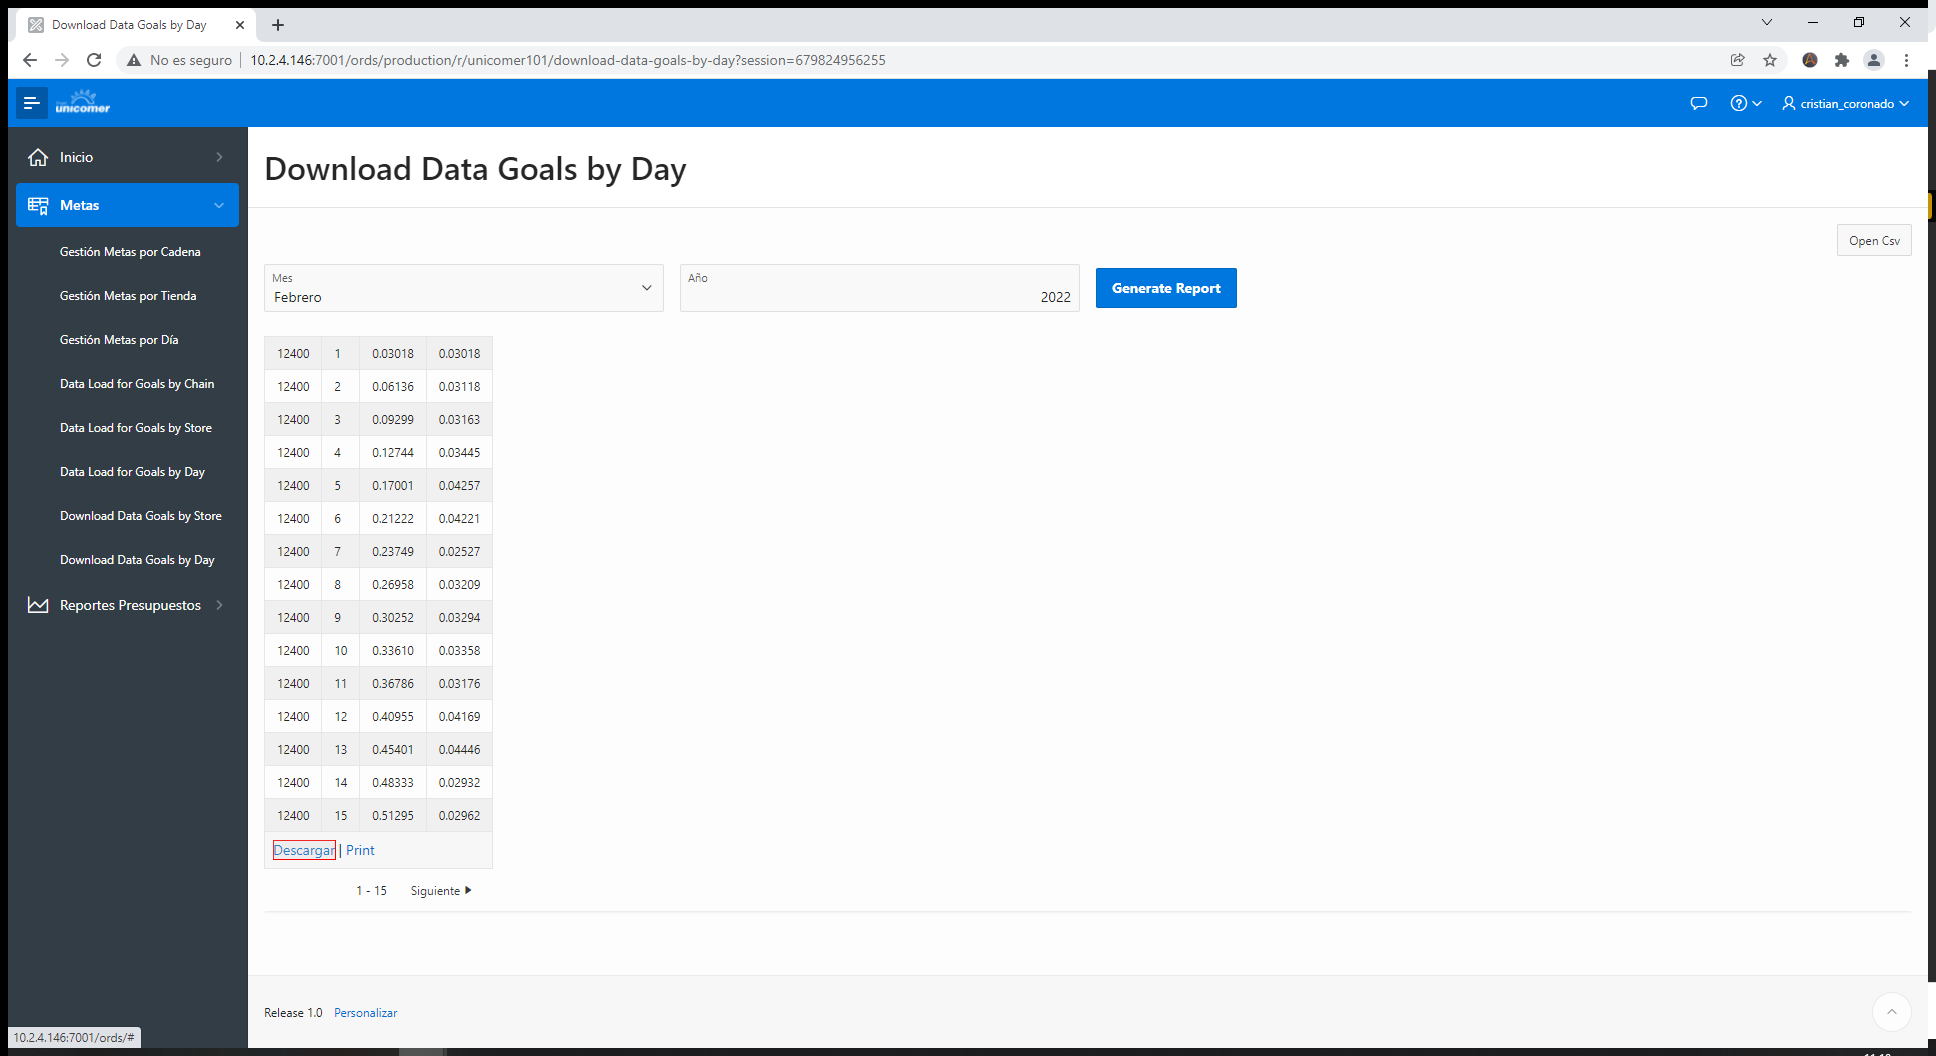 Download Data Goals by Day
No es seguro
10.2.4.146:7001/ords/production/r/unicomer101/download-data-goals-by-day?session=679824956255
unicomer
cristian_coronado
Inicio
Metas
Gestión Metas por Cadena
Gestión Metas por Tienda
Gestión Metas por Día
Data Load for Goals by Chain
Data Load for Goals by Store
Data Load for Goals by Day
Download Data Goals by Store
Download Data Goals by Day
Reportes Presupuestos
Download Data Goals by Day
Open Csv
Mes
Febrero
Año
2022
Generate Report
12400 1 0.03018 0.03018
12400 2 0.06136 0.03118
12400 3 0.09299 0.03163
12400 4 0.12744 0.03445
12400 5 0.17001 0.04257
12400 6 0.21222 0.04221
12400 7 0.23749 0.02527
12400 8 0.26958 0.03209
12400 9 0.30252 0.03294
12400 10 0.33610 0.03358
12400 11 0.36786 0.03176
12400 12 0.40955 0.04169
12400 13 0.45401 0.04446
12400 14 0.48333 0.02932
12400 15 0.51295 0.02962
Descargar | Print
1 - 15 Siguiente
Release 1.0 Personalizar
10.2.4.146:7001/ords/#